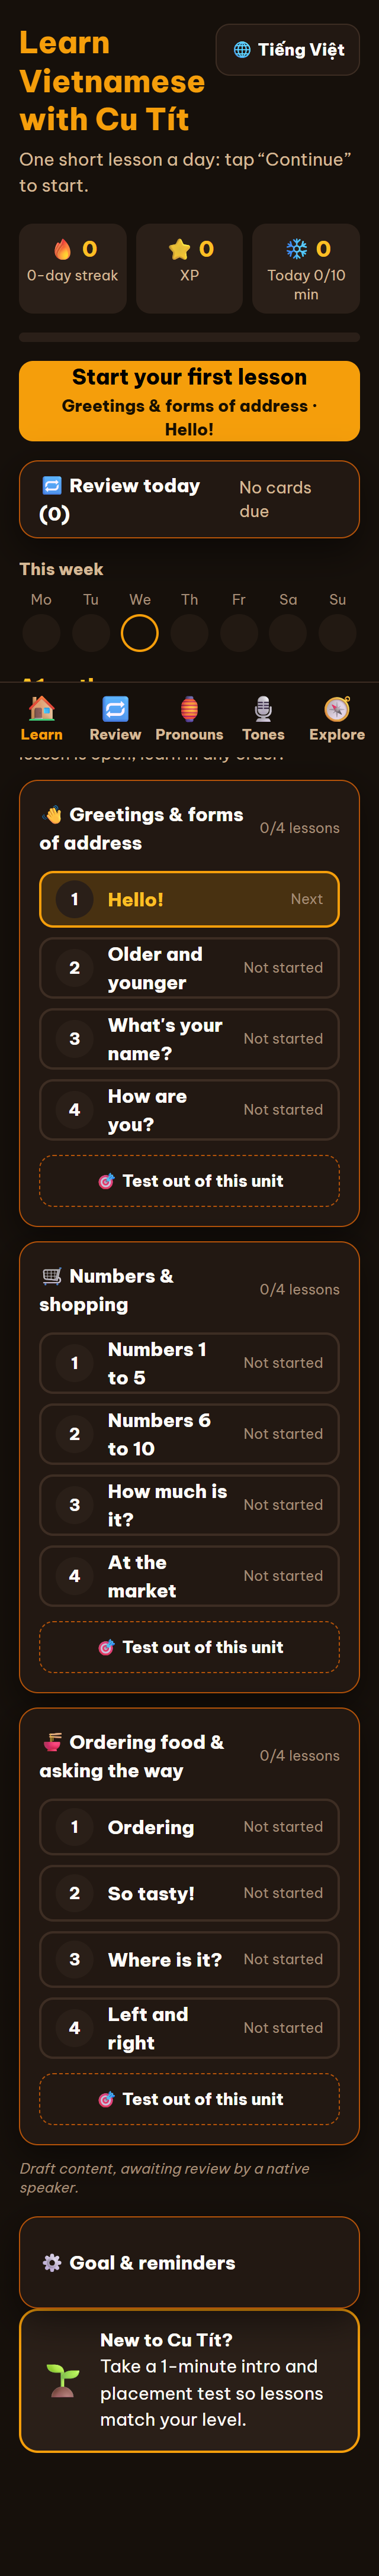 Learn
Vietnamese
with Cu Tít
Tiếng Việt
One short lesson a day: tap “Continue”
to start.
0
0-day streak
0
XP
0
Today 0/10
min
Start your first lesson
Greetings & forms of address ·
Hello!
Review today
(0)
No cards
due
This week
Mo Tu We Th Fr Sa Su
Learn Review Pronouns Tones Explore
lesson is open, learn in any order.
Greetings & forms
of address
0/4 lessons
1 Hello! Next
2 Older and
younger
Not started
3 What's your
name?
Not started
4 How are
you?
Not started
Test out of this unit
Numbers &
shopping
0/4 lessons
1 Numbers 1
to 5
Not started
2 Numbers 6
to 10
Not started
3 How much is
it?
Not started
4 At the
market
Not started
Test out of this unit
Ordering food &
asking the way
0/4 lessons
1 Ordering Not started
2 So tasty! Not started
3 Where is it? Not started
4 Left and
right
Not started
Test out of this unit
Draft content, awaiting review by a native
speaker.
Goal & reminders
New to Cu Tít?
Take a 1-minute intro and
placement test so lessons
match your level.